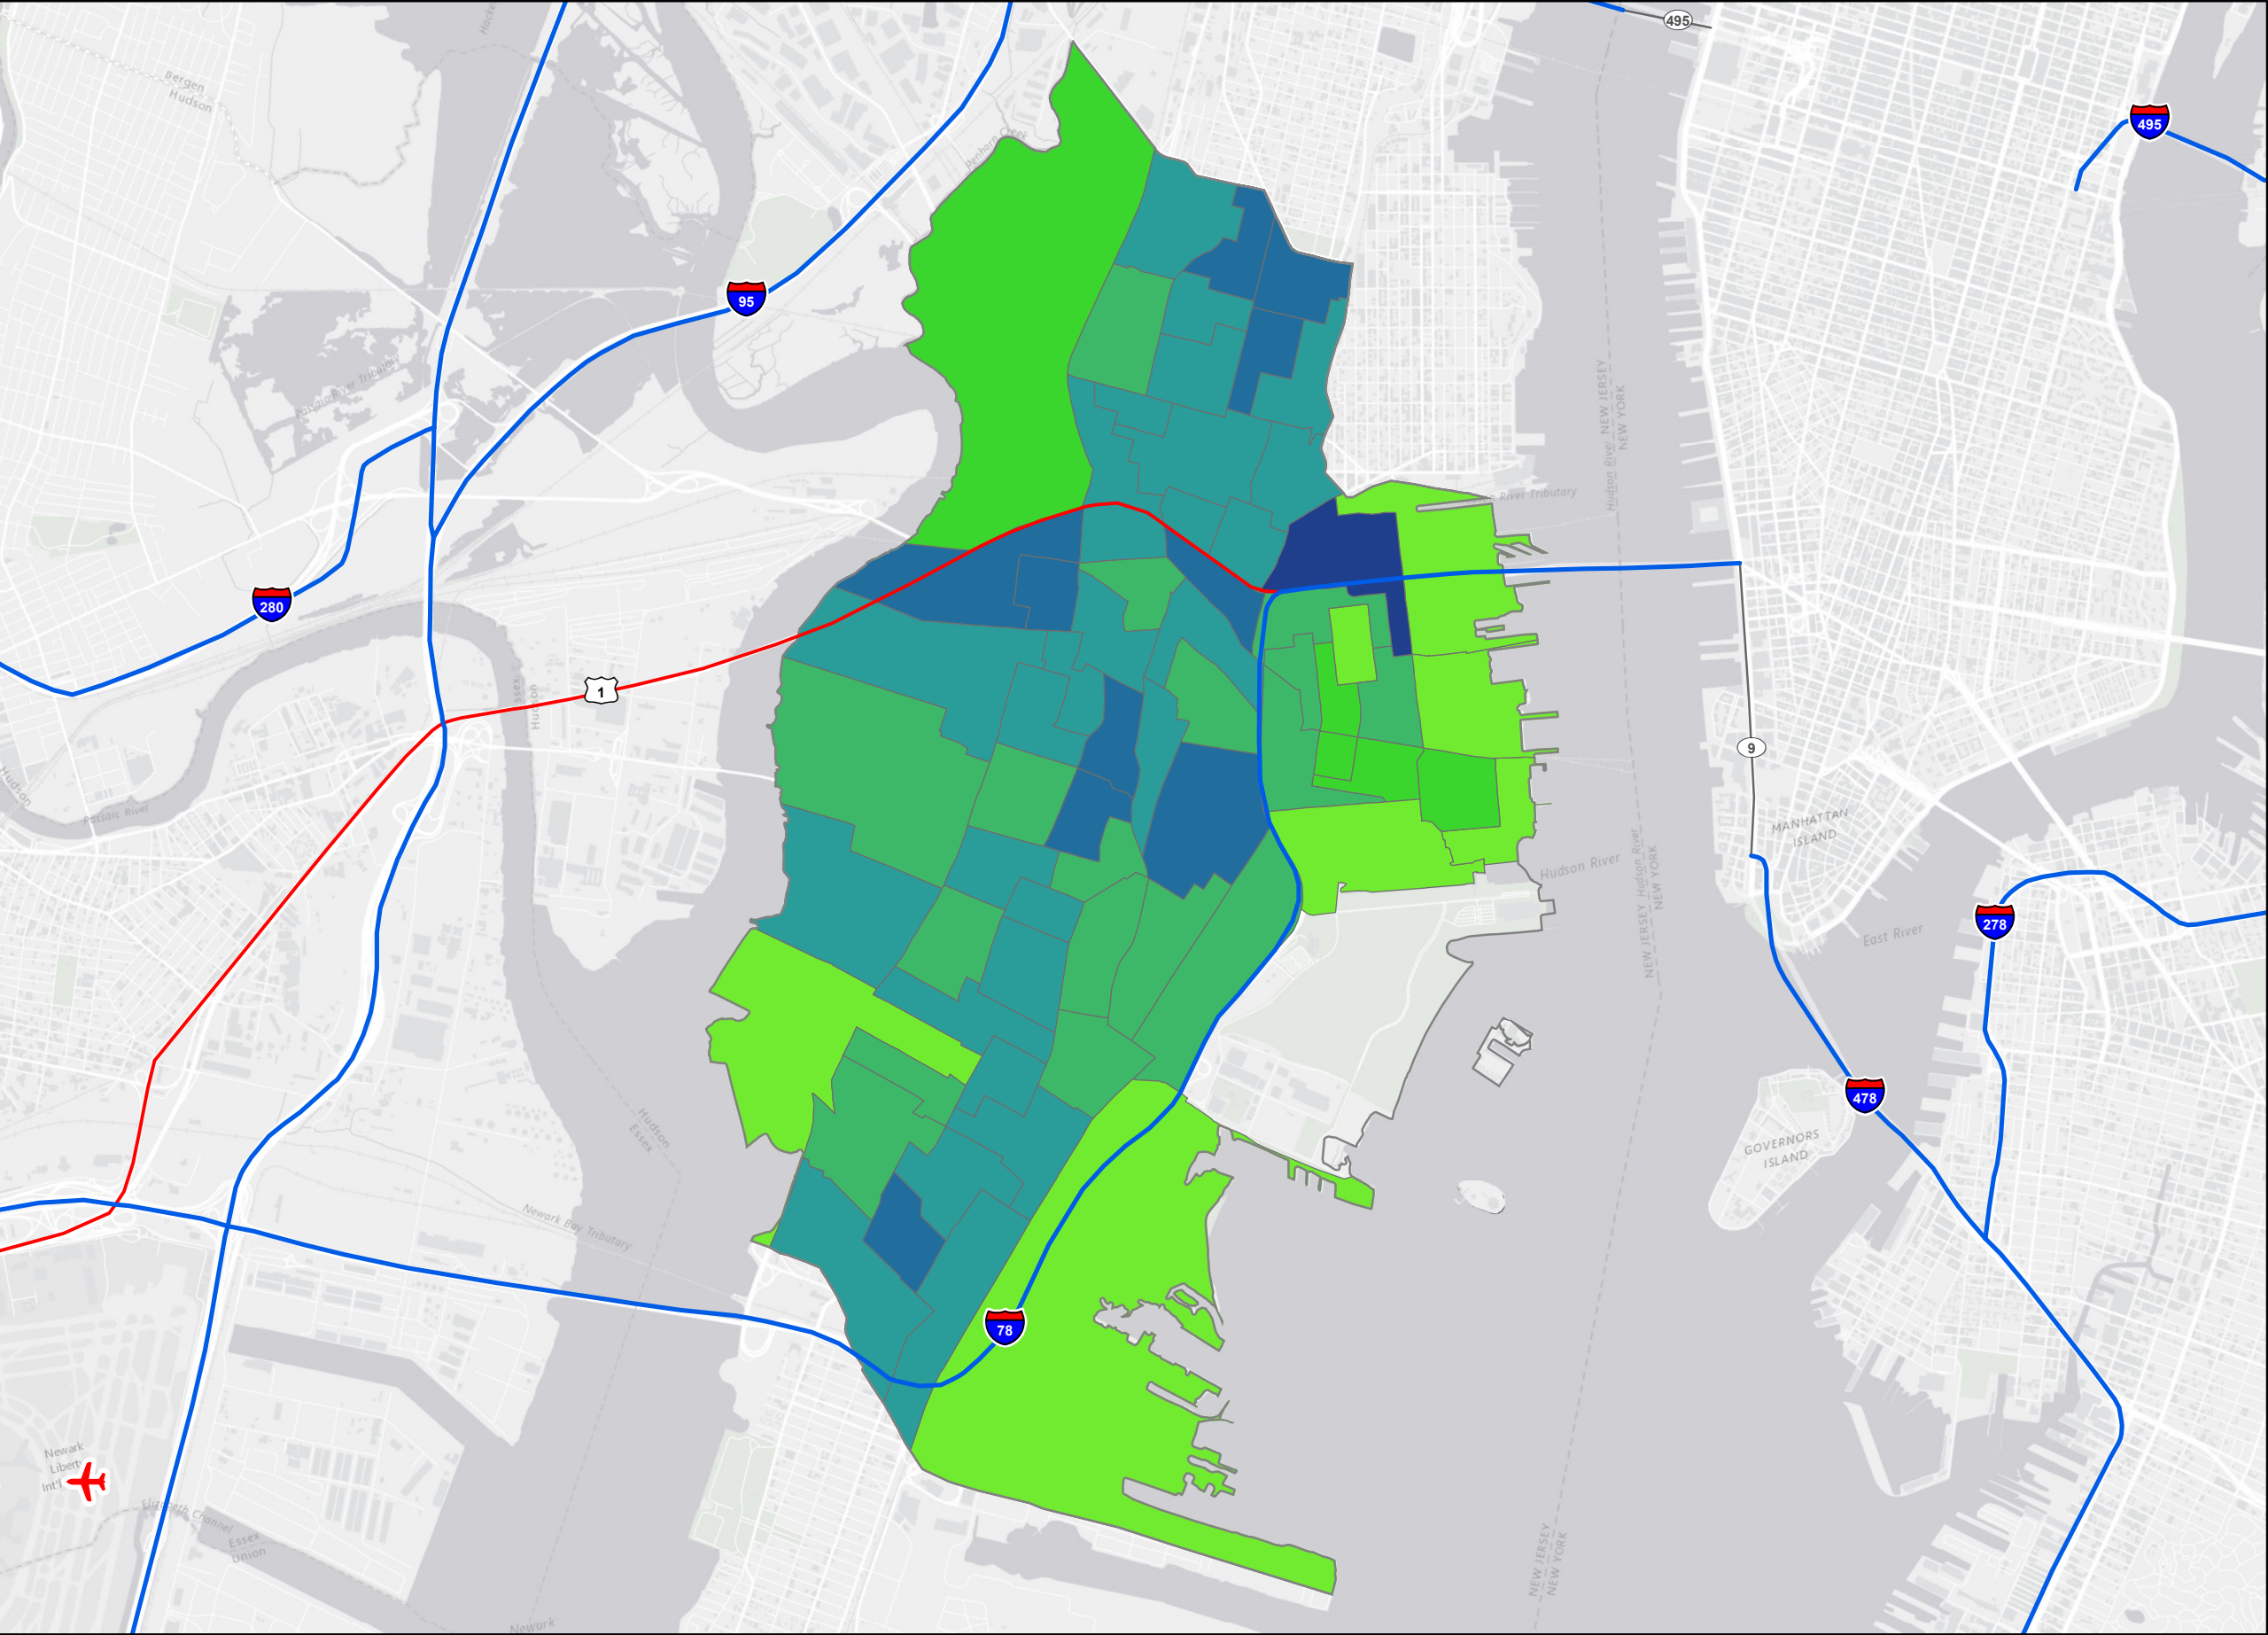 495
Hacke
Bergen
Hudson
495
Penhorn Creek
95
NEW JERSEY
NEW YORK
Hudson River
Passaic River Tributary
River Tributary
280
Essex
Hudson
1
9
Hudson
Passaic River
MANHATTAN
ISLAND
Hudson River
Hudson River
NEW JERSEY
NEW YORK
278
East River
478
Hudson
Essex
GOVERNORS
ISLAND
Newark Bay Tributary
78
Newark
Liberty
Int'l
Elizabeth Channel
Essex
Union
NEW JERSEY
NEW YORK
Newark